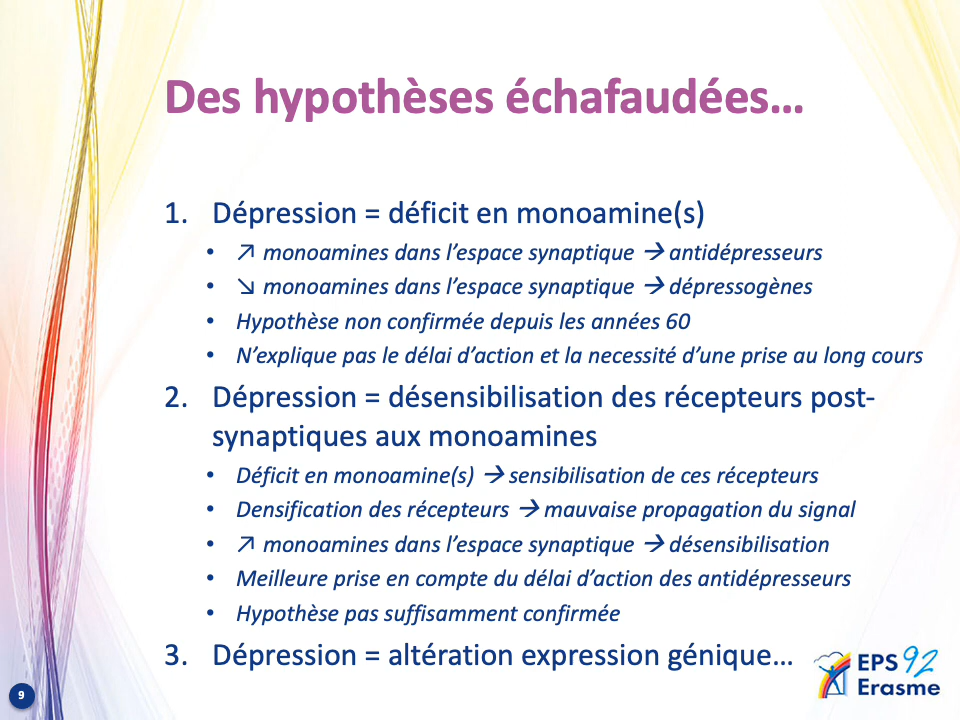 Des hypothèses échafaudées...
1. Dépression = déficit en monoamine(s)
• ↗ monoamines dans l'espace synaptique → antidépresseurs
• ↘ monoamines dans l'espace synaptique → dépressogènes
• Hypothèse non confirmée depuis les années 60
• N'explique pas le délai d'action et la necessité d'une prise au long cours
2. Dépression = désensibilisation des récepteurs post-
synaptiques aux monoamines
• Déficit en monoamine(s) → sensibilisation de ces récepteurs
• Densification des récepteurs → mauvaise propagation du signal
• ↗ monoamines dans l'espace synaptique → désensibilisation
• Meilleure prise en compte du délai d'action des antidépresseurs
• Hypothèse pas suffisamment confirmée
3. Dépression = altération expression génique...
EPS 92
Erasme
9